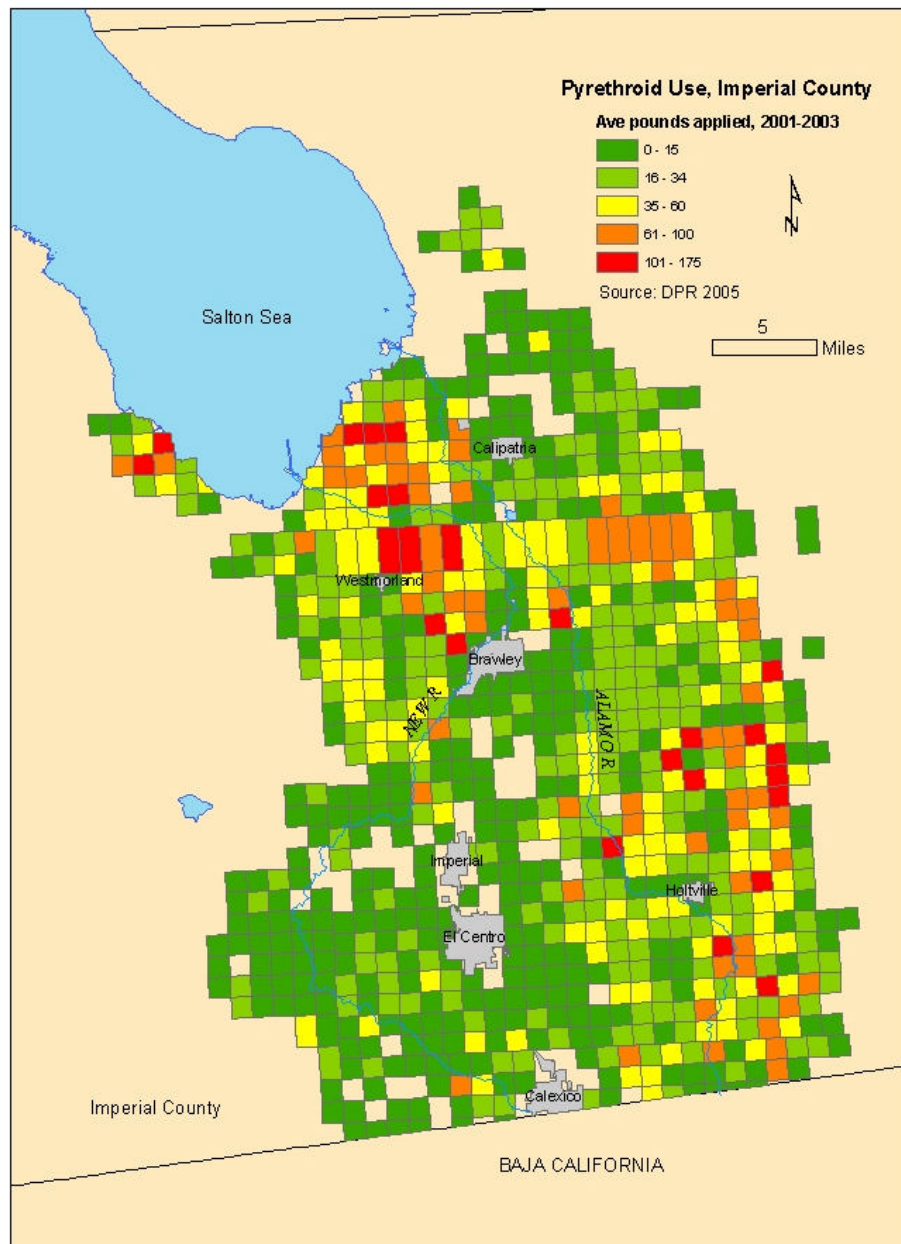 Pyrethroid Use, Imperial County
Ave pounds applied, 2001-2003
0 - 15
16 - 34
35 - 60
61 - 100
101 - 175
Source: DPR 2005
N
5
Miles
Salton Sea
Calipatria
Westmorland
Brawley
NEW R
ALAMO R
Imperial
Holtville
El Centro
Calexico
Imperial County
BAJA CALIFORNIA